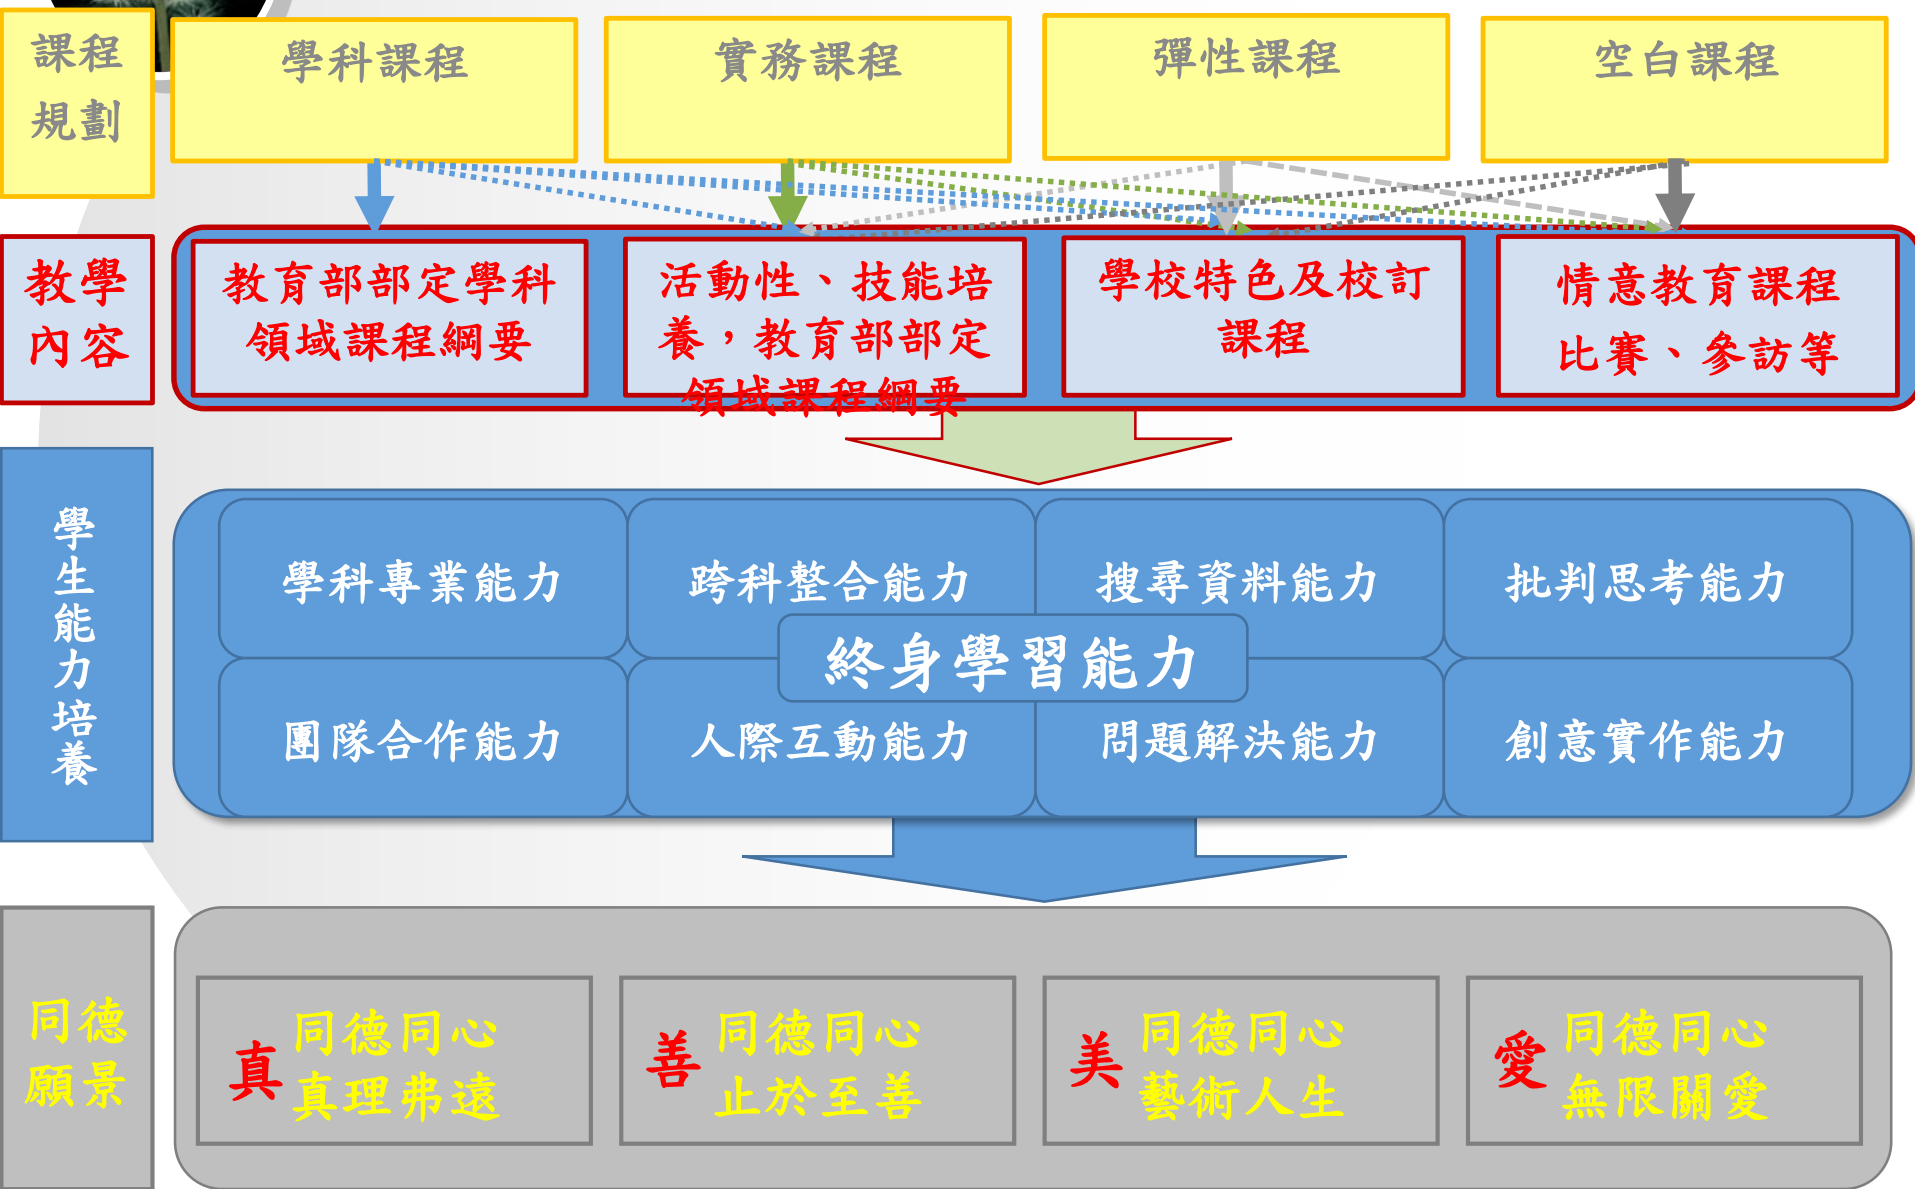 課程
規劃
學科課程
實務課程
彈性課程
空白課程
教學
內容
教育部部定學科
領域課程綱要
活動性、技能培
養，教育部部定
領域課程綱要
學校特色及校訂
課程
情意教育課程
比賽、參訪等
學生能力培養
學科專業能力
跨科整合能力
搜尋資料能力
批判思考能力
終身學習能力
團隊合作能力
人際互動能力
問題解決能力
創意實作能力
同德
願景
真
同德同心
真理弗遠
善
同德同心
止於至善
美
同德同心
藝術人生
愛
同德同心
無限關愛